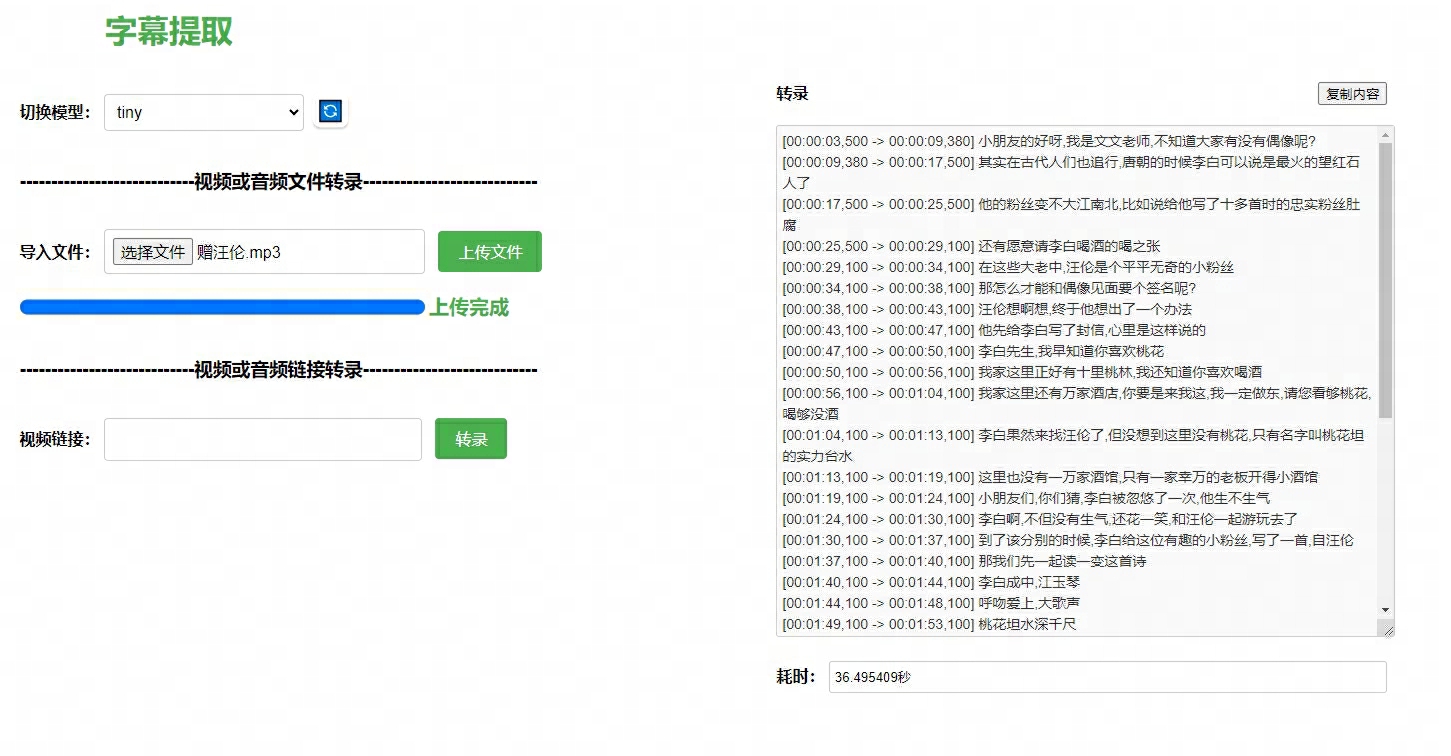 字幕提取
切换模型：
tiny
----------------------------视频或音频文件转录----------------------------
导入文件：
选择文件 赠汪伦.mp3
上传文件
上传完成
----------------------------视频或音频链接转录----------------------------
视频链接：
转录
转录
复制内容
[00:00:03,500 -> 00:00:09,380] 小朋友的好呀,我是文文老师,不知道大家有没有偶像呢?
[00:00:09,380 -> 00:00:17,500] 其实在古代人们也追行,唐朝的时候李白可以说是最火的望红石
人了
[00:00:17,500 -> 00:00:25,500] 他的粉丝变不大江南北,比如说给他写了十多首时的忠实粉丝肚
腐
[00:00:25,500 -> 00:00:29,100] 还有愿意请李白喝酒的喝之张
[00:00:29,100 -> 00:00:34,100] 在这些大老中,汪伦是个平平无奇的小粉丝
[00:00:34,100 -> 00:00:38,100] 那怎么才能和偶像见面要个签名呢?
[00:00:38,100 -> 00:00:43,100] 汪伦想啊想,终于他想出了一个办法
[00:00:43,100 -> 00:00:47,100] 他先给李白写了封信,心里是这样说的
[00:00:47,100 -> 00:00:50,100] 李白先生,我早知道你喜欢桃花
[00:00:50,100 -> 00:00:56,100] 我家这里正好有十里桃林,我还知道你喜欢喝酒
[00:00:56,100 -> 00:01:04,100] 我家这里还有万家酒店,你要是来我这,我一定做东,请您看够桃花,
喝够没酒
[00:01:04,100 -> 00:01:13,100] 李白果然来找汪伦了,但没想到这里没有桃花,只有名字叫桃花坦
的实力台水
[00:01:13,100 -> 00:01:19,100] 这里也没有一万家酒馆,只有一家幸万的老板开得小酒馆
[00:01:19,100 -> 00:01:24,100] 小朋友们,你们猜,李白被忽悠了一次,他生不生气
[00:01:24,100 -> 00:01:30,100] 李白啊,不但没有生气,还花一笑,和汪伦一起游玩去了
[00:01:30,100 -> 00:01:37,100] 到了该分别的时候,李白给这位有趣的小粉丝,写了一首,自汪伦
[00:01:37,100 -> 00:01:40,100] 那我们先一起读一变这首诗
[00:01:40,100 -> 00:01:44,100] 李白成中,江玉琴
[00:01:44,100 -> 00:01:48,100] 呼吻爱上,大歌声
[00:01:49,100 -> 00:01:53,100] 桃花坦水深千尺
耗时：
36.495409秒